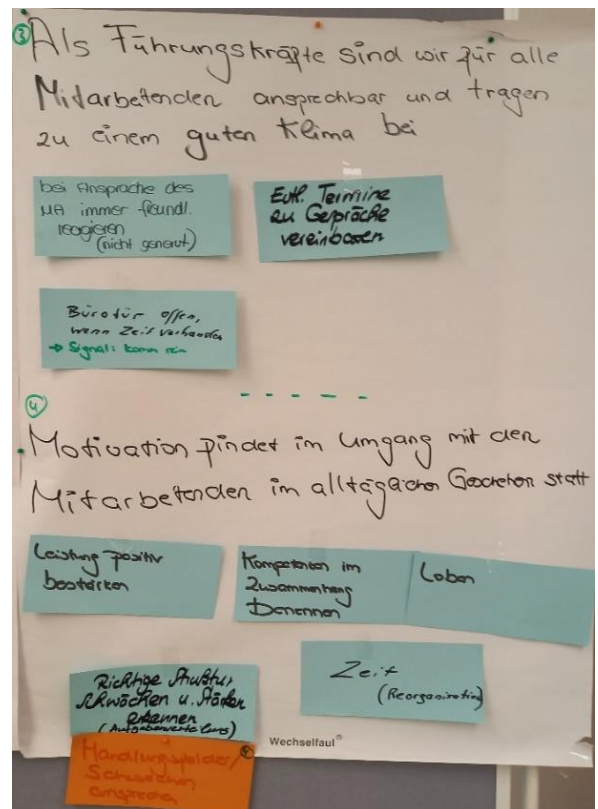 3
Als Führungskräfte sind wir für alle
Mitarbeitenden ansprechbar und tragen
zu einem guten Klima bei
bei Ansprache des
MA immer freundl.
reagieren
(nicht genervt)
Evtl. Termine
zu Gespräche
vereinbaren
Bürotür offen,
wenn Zeit vorhanden
→ Signal: komm rein
4
Motivation findet im Umgang mit den
Mitarbeitenden im alltäglichen Geschehen statt
Leistung positiv
bestärken
Kompetenzen im
Zusammenhang
benennen
Loben
Richtige Struktur
Schwächen u. Stärken
erkennen
(Aufgabenverteilung)
Zeit
(Reorganisation)
Wechselfaul®
Handlungsfelder/
Schwächen
ansprechen